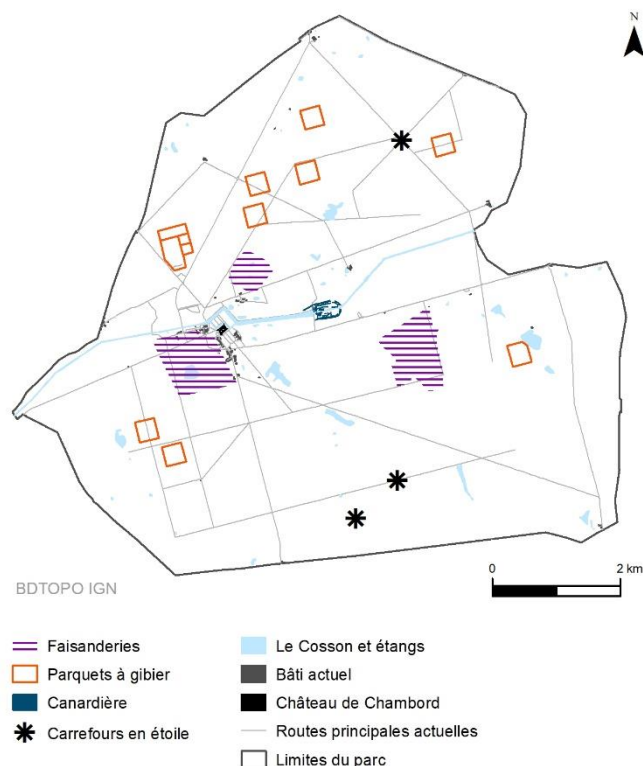 N
BDTOPO IGN
0 2 km
Faisanderies
Parquets à gibier
Canardière
Carrefours en étoile
Le Cosson et étangs
Bâti actuel
Château de Chambord
Routes principales actuelles
Limites du parc